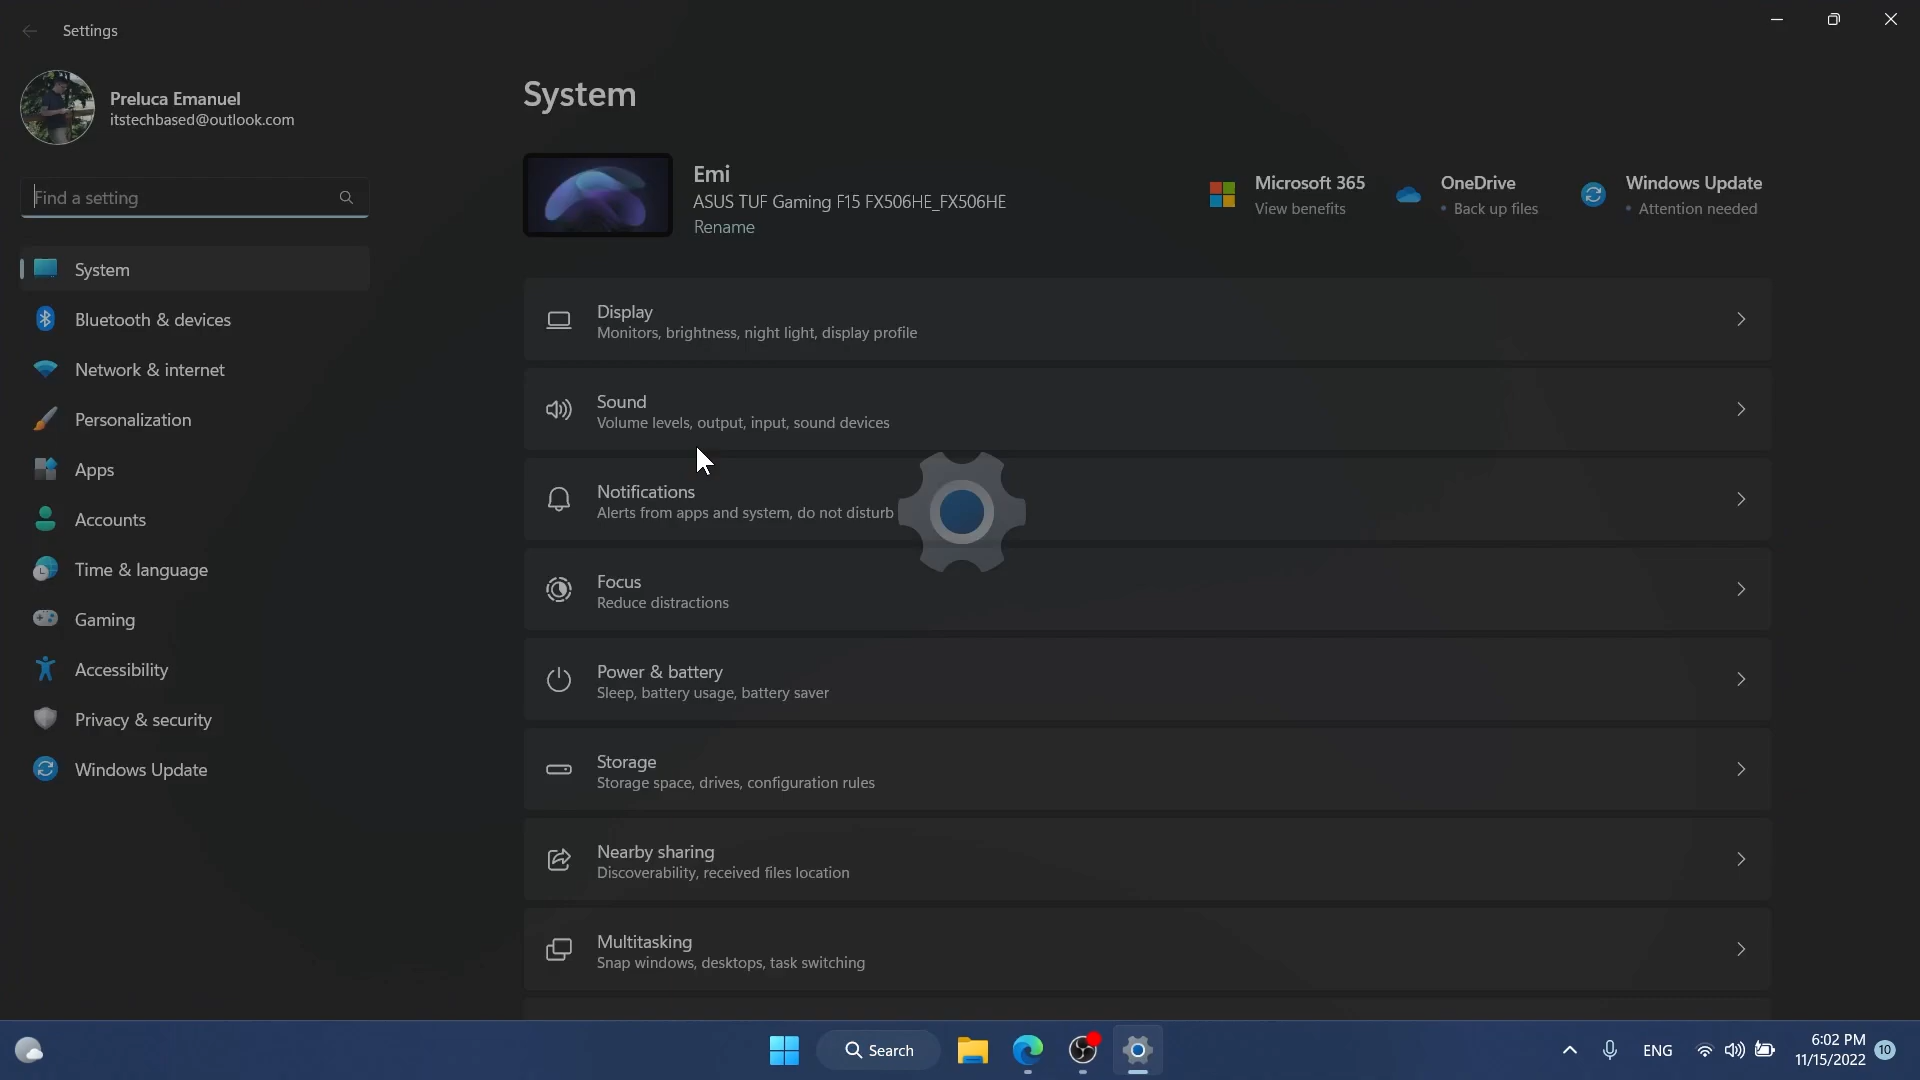 Settings
Preluca Emanuel
itstechbased@outlook.com
Find a setting
System
Bluetooth & devices
Network & internet
Personalization
Apps
Accounts
Time & language
Gaming
Accessibility
Privacy & security
Windows Update
System
Emi
ASUS TUF Gaming F15 FX506HE_FX506HE
Rename
Microsoft 365
View benefits
OneDrive
• Back up files
Windows Update
• Attention needed
Display
Monitors, brightness, night light, display profile
Sound
Volume levels, output, input, sound devices
Notifications
Alerts from apps and system, do not disturb
Focus
Reduce distractions
Power & battery
Sleep, battery usage, battery saver
Storage
Storage space, drives, configuration rules
Nearby sharing
Discoverability, received files location
Multitasking
Snap windows, desktops, task switching
Search
ENG
6:02 PM
11/15/2022
10